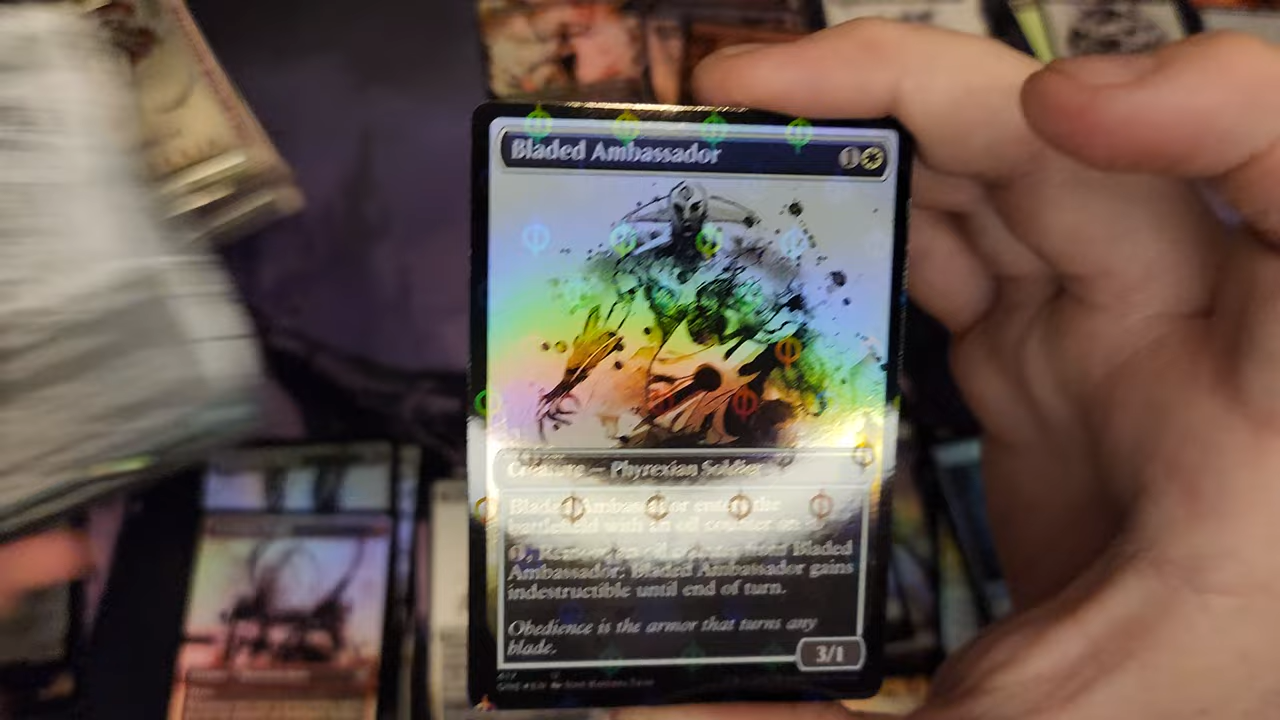 Bladed Ambassador 1
Creature — Phyrexian Soldier
Bladed Ambassador enters the
battlefield with an oil counter on
1, Remove an oil counter from Bladed
Ambassador: Bladed Ambassador gains
indestructible until end of turn.
Obedience is the armor that turns any
blade.
3/1